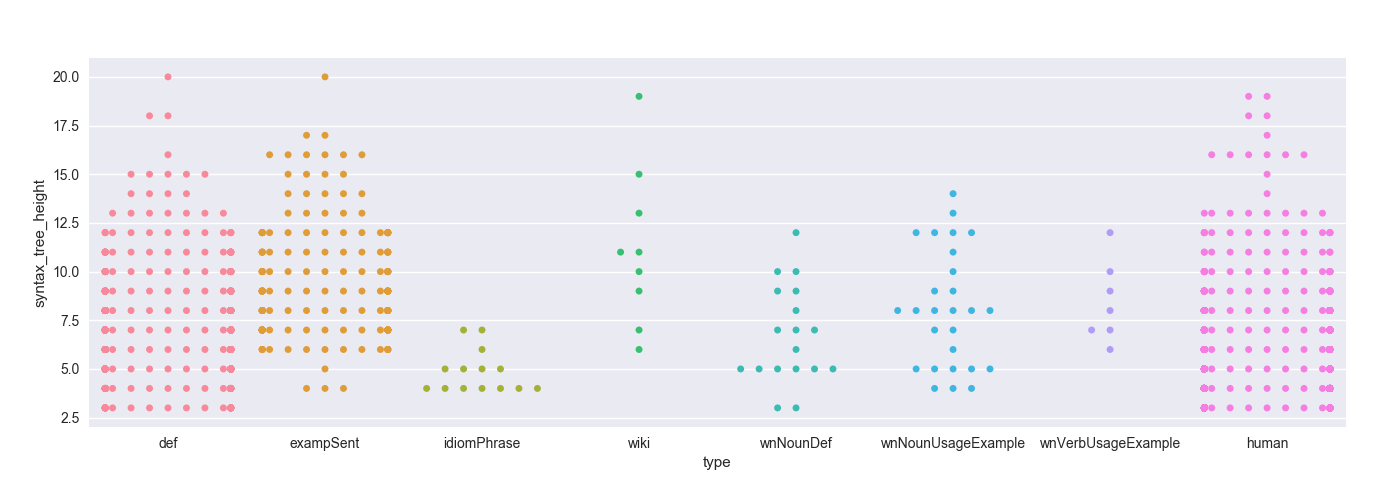 syntax_tree_height
20.0
17.5
15.0
12.5
10.0
7.5
5.0
2.5
def exampSent idiomPhrase wiki wnNounDef wnNounUsageExample wnVerbUsageExample human
type